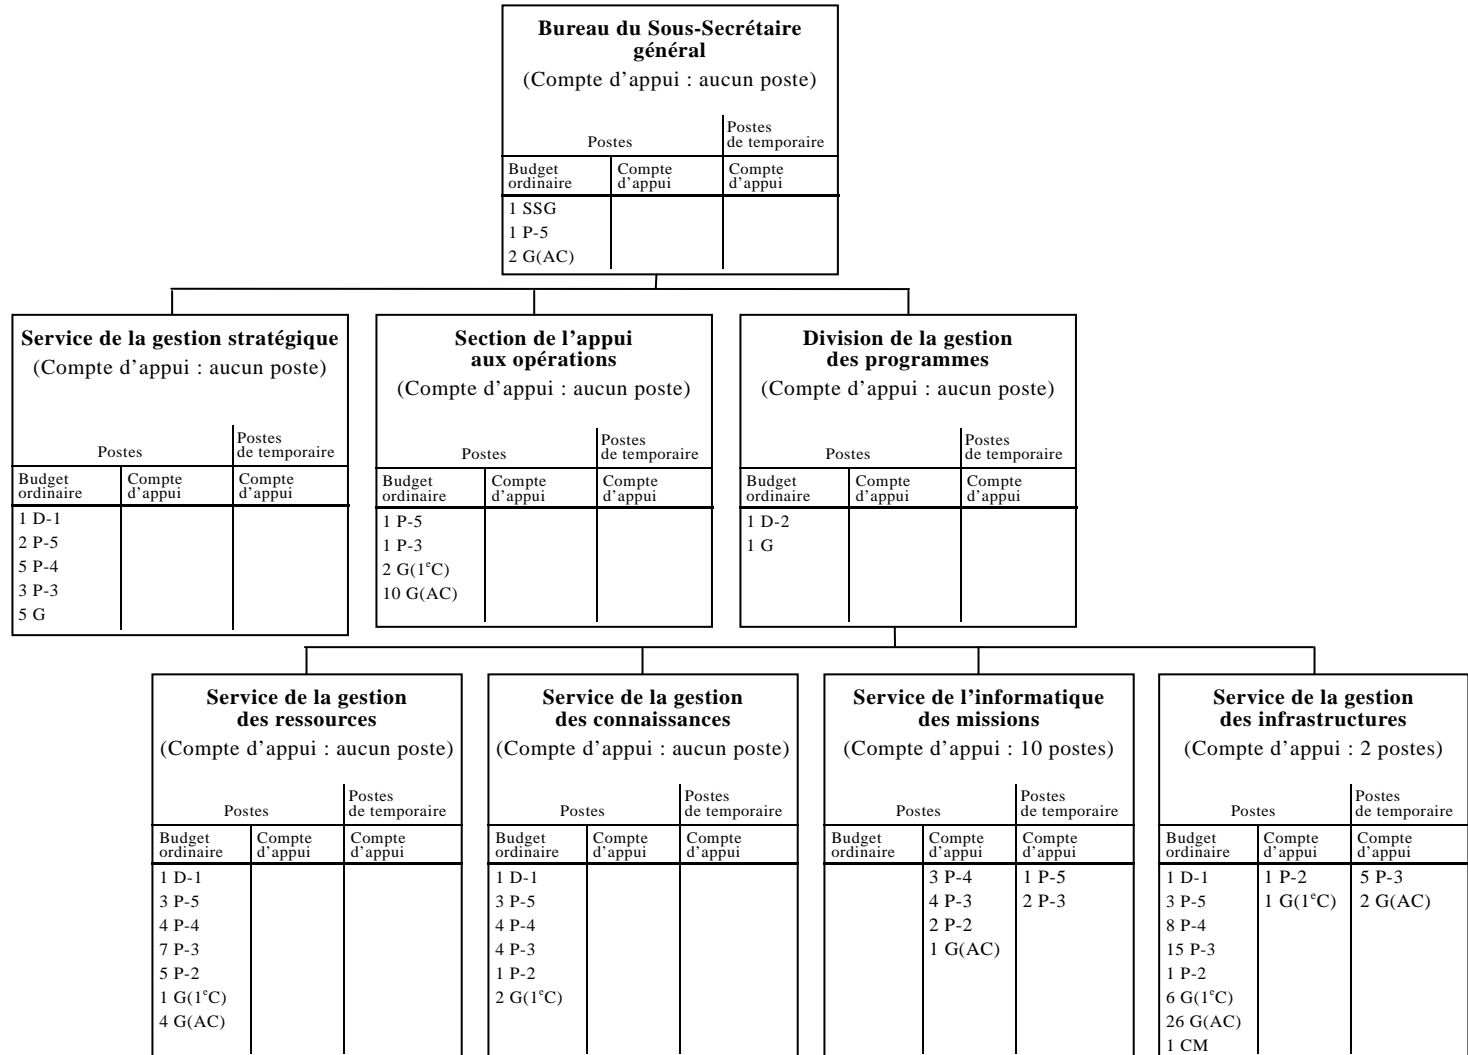 Bureau du Sous-Secrétaire
général
(Compte d'appui : aucun poste)
Postes
Postes
de temporaire
Budget
ordinaire
Compte
d'appui
Compte
d'appui
1 SSG
1 P-5
2 G(AC)
Service de la gestion stratégique
(Compte d'appui : aucun poste)
Postes
Postes
de temporaire
Budget
ordinaire
Compte
d'appui
Compte
d'appui
1 D-1
2 P-5
5 P-4
3 P-3
5 G
Section de l'appui
aux opérations
(Compte d'appui : aucun poste)
Postes
Postes
de temporaire
Budget
ordinaire
Compte
d'appui
Compte
d'appui
1 P-5
1 P-3
2 G(1ᵉC)
10 G(AC)
Division de la gestion
des programmes
(Compte d'appui : aucun poste)
Postes
Postes
de temporaire
Budget
ordinaire
Compte
d'appui
Compte
d'appui
1 D-2
1 G
Service de la gestion
des ressources
(Compte d'appui : aucun poste)
Postes
Postes
de temporaire
Budget
ordinaire
Compte
d'appui
Compte
d'appui
1 D-1
3 P-5
4 P-4
7 P-3
5 P-2
1 G(1ᵉC)
4 G(AC)
Service de la gestion
des connaissances
(Compte d'appui : aucun poste)
Postes
Postes
de temporaire
Budget
ordinaire
Compte
d'appui
Compte
d'appui
1 D-1
3 P-5
4 P-4
4 P-3
1 P-2
2 G(1ᵉC)
Service de l'informatique
des missions
(Compte d'appui : 10 postes)
Postes
Postes
de temporaire
Budget
ordinaire
Compte
d'appui
Compte
d'appui
3 P-4
4 P-3
2 P-2
1 G(AC)
1 P-5
2 P-3
Service de la gestion
des infrastructures
(Compte d'appui : 2 postes)
Postes
Postes
de temporaire
Budget
ordinaire
Compte
d'appui
Compte
d'appui
1 D-1
3 P-5
8 P-4
15 P-3
1 P-2
6 G(1ᵉC)
26 G(AC)
1 CM
1 P-2
1 G(1ᵉC)
5 P-3
2 G(AC)